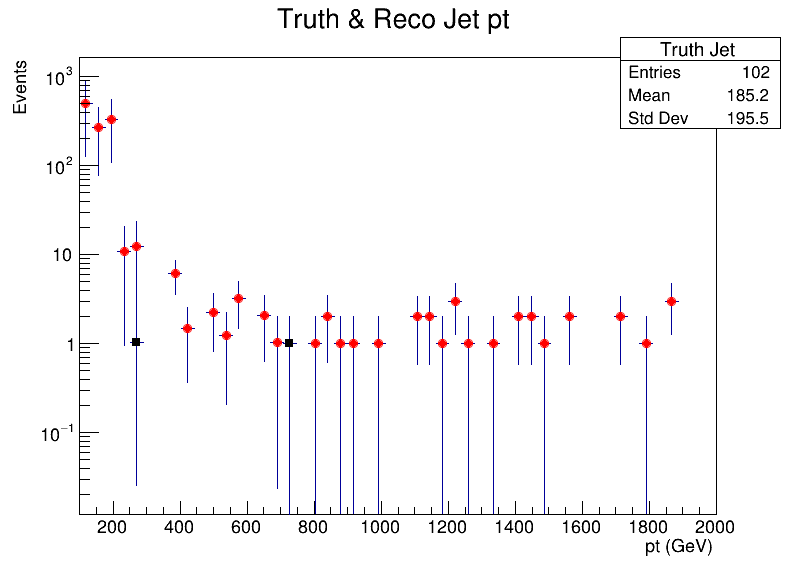 Truth & Reco Jet pt
Truth Jet
Entries 102
Mean 185.2
Std Dev 195.5
Events
10³
10²
10
1
10⁻¹
200 400 600 800 1000 1200 1400 1600 1800 2000
pt (GeV)